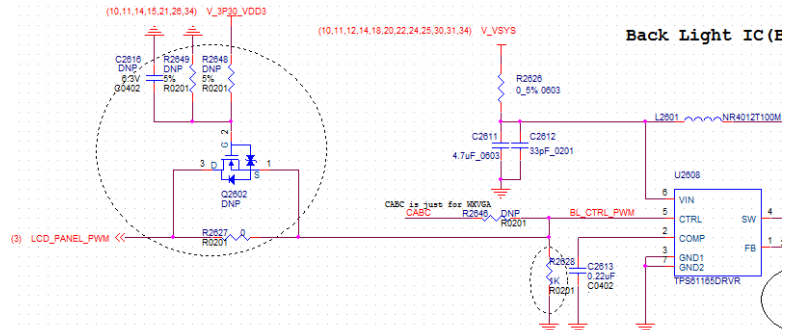 (10,11,14,15,21,26,34) V_3P30_VDD3
(10,11,12,14,18,20,22,24,25,30,31,34) V_VSYS
Back Light IC(B
C2616
DNP
6.3V
C0402
R2649
DNP
5%
R0201
R2648
DNP
5%
R0201
R2626
0_5% 0603
L2601
NR4012T100M
2
G
3
D
S
1
Q2602
DNP
C2611
4.7uF_0603
C2612
33pF_0201
U2608
CABC is just for WXVGA
CABC
R2646
DNP
R0201
BL_CTRL_PWM
6
VIN
5
CTRL
SW
4
2
COMP
FB
1
3
GND1
7
GND2
TPS61165DRVR
(3) LCD_PANEL_PWM
R2627
0
R0201
R2628
1K
R0201
C2613
0.22uF
C0402